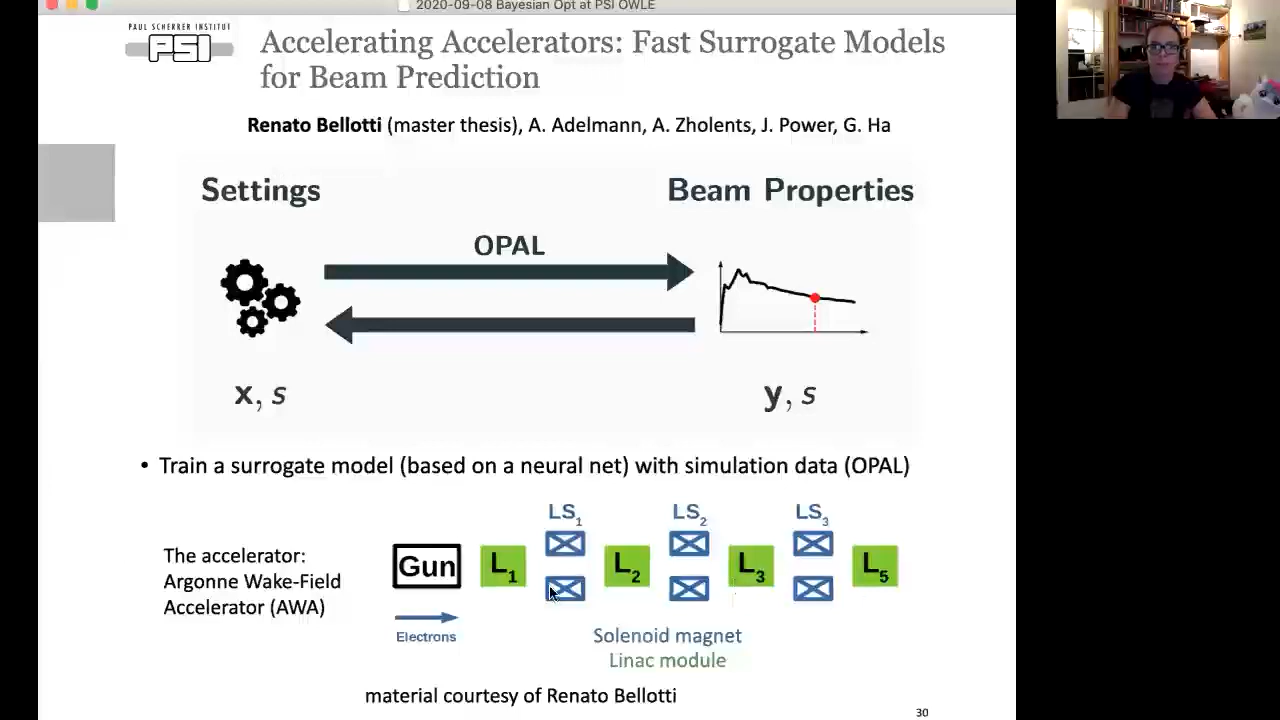 2020-09-08 Bayesian Opt at PSI OWLE
PAUL SCHERRER INSTITUT
PSI
Accelerating Accelerators: Fast Surrogate Models
for Beam Prediction
Renato Bellotti (master thesis), A. Adelmann, A. Zholents, J. Power, G. Ha
Settings
Beam Properties
OPAL
x, s
y, s
• Train a surrogate model (based on a neural net) with simulation data (OPAL)
LS1 LS2 LS3
The accelerator:
Argonne Wake-Field
Accelerator (AWA)
Gun L1 L2 L3 L5
Electrons
Solenoid magnet
Linac module
material courtesy of Renato Bellotti
30